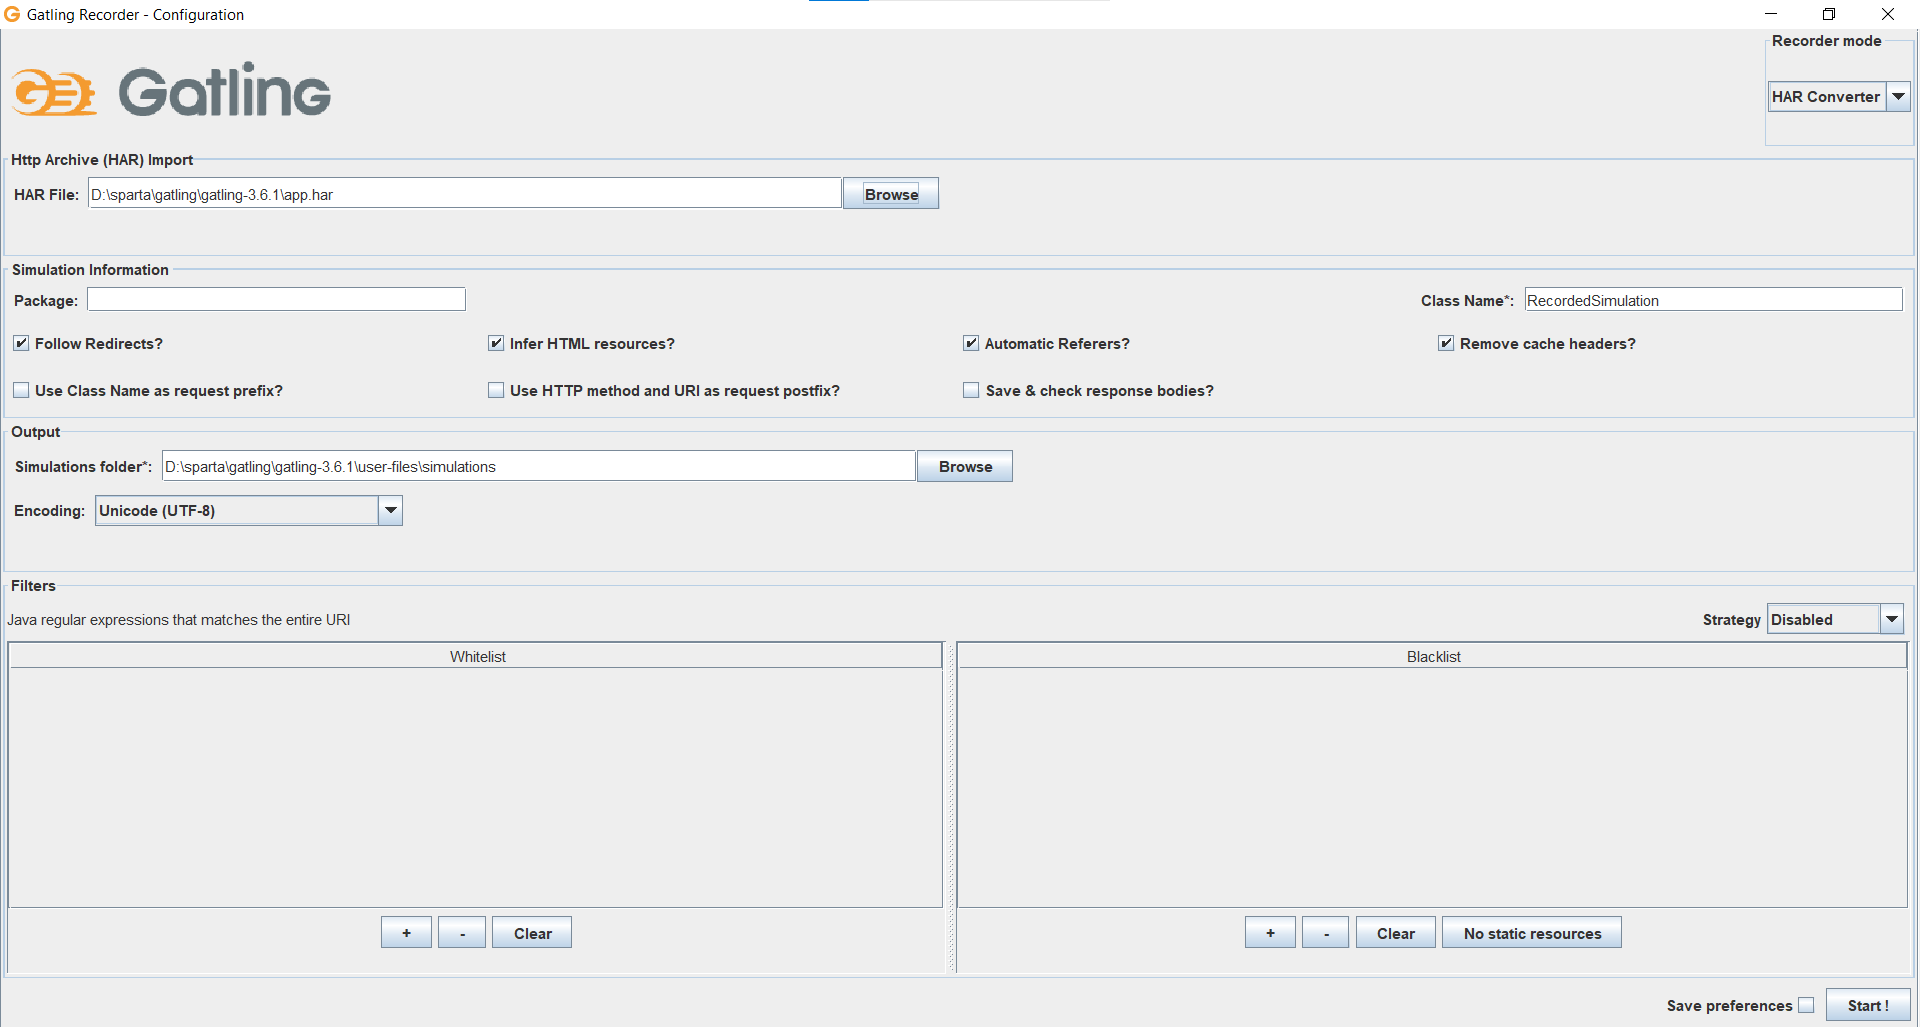 Gatling Recorder - Configuration
Recorder mode
Gatling
HAR Converter
Http Archive (HAR) Import
HAR File: D:\sparta\gatling\gatling-3.6.1\app.har Browse
Simulation Information
Package: Class Name*: RecordedSimulation
Follow Redirects? Infer HTML resources? Automatic Referers? Remove cache headers?
Use Class Name as request prefix? Use HTTP method and URI as request postfix? Save & check response bodies?
Output
Simulations folder*: D:\sparta\gatling\gatling-3.6.1\user-files\simulations Browse
Encoding: Unicode (UTF-8)
Filters
Java regular expressions that matches the entire URI Strategy Disabled
Whitelist Blacklist
+ - Clear + - Clear No static resources
Save preferences Start !